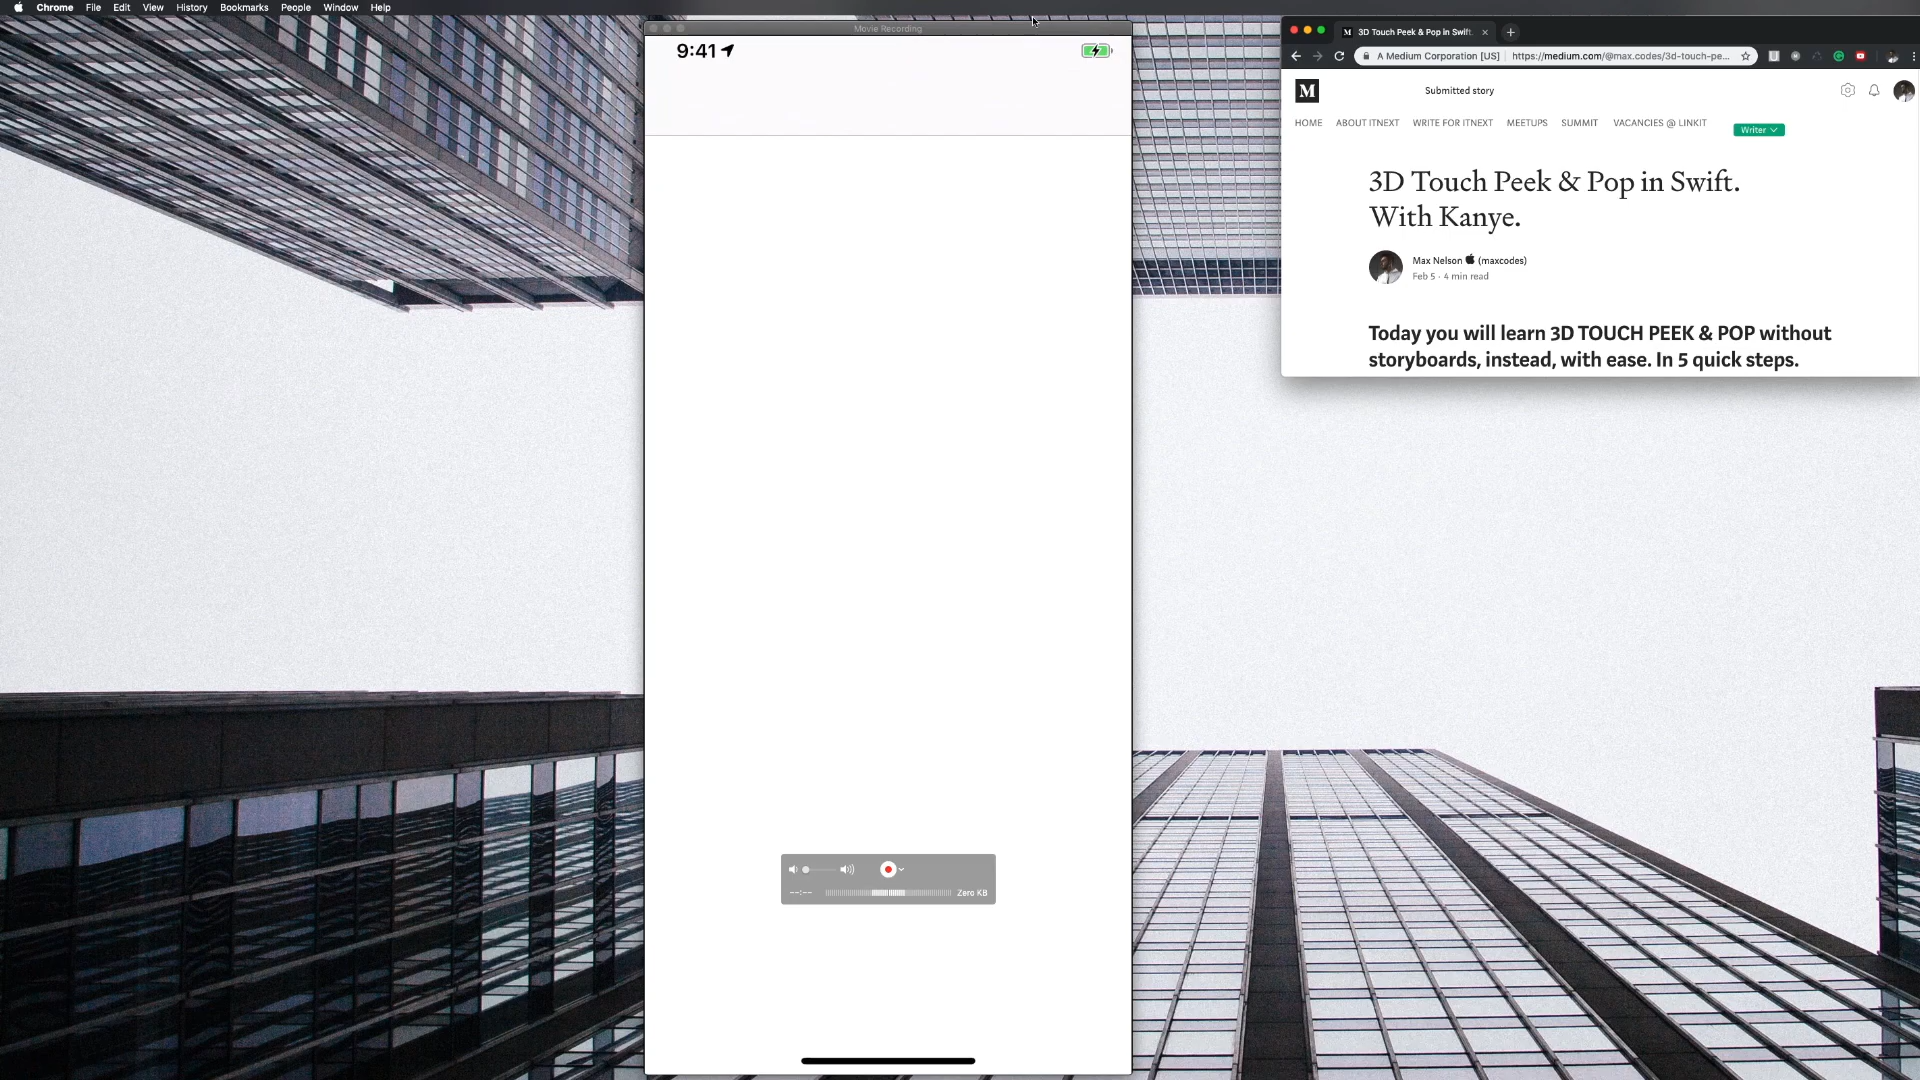 Chrome File Edit View History Bookmarks People Window Help
Movie Recording
9:41
--:--
Zero KB
3D Touch Peek & Pop in Swift.
A Medium Corporation [US] https://medium.com/@max.codes/3d-touch-pe...
M
Submitted story
HOME ABOUT ITNEXT WRITE FOR ITNEXT MEETUPS SUMMIT VACANCIES @ LINKIT
Writer
3D Touch Peek & Pop in Swift.
With Kanye.
Max Nelson (maxcodes)
Feb 5 · 4 min read
Today you will learn 3D TOUCH PEEK & POP without
storyboards, instead, with ease. In 5 quick steps.